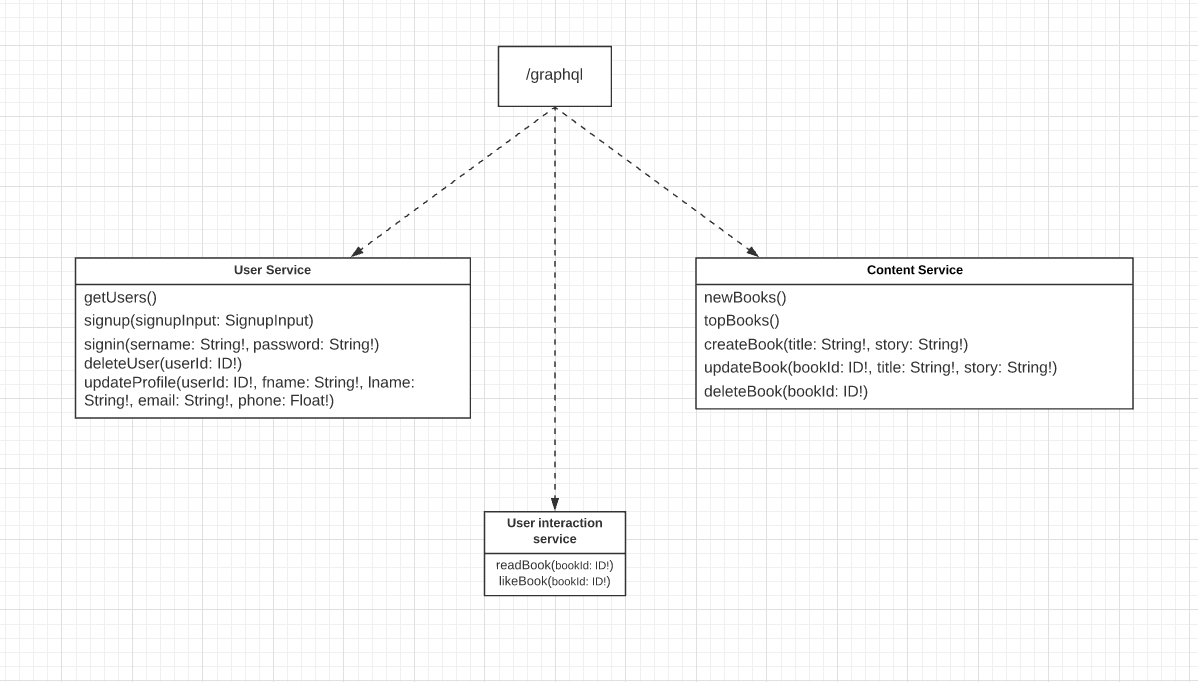 /graphql
User Service
getUsers()
signup(signupInput: SignupInput)
signin(sername: String!, password: String!)
deleteUser(userId: ID!)
updateProfile(userId: ID!, fname: String!, lname:
String!, email: String!, phone: Float!)
Content Service
newBooks()
topBooks()
createBook(title: String!, story: String!)
updateBook(bookId: ID!, title: String!, story: String!)
deleteBook(bookId: ID!)
User interaction
service
readBook(bookId: ID!)
likeBook(bookId: ID!)